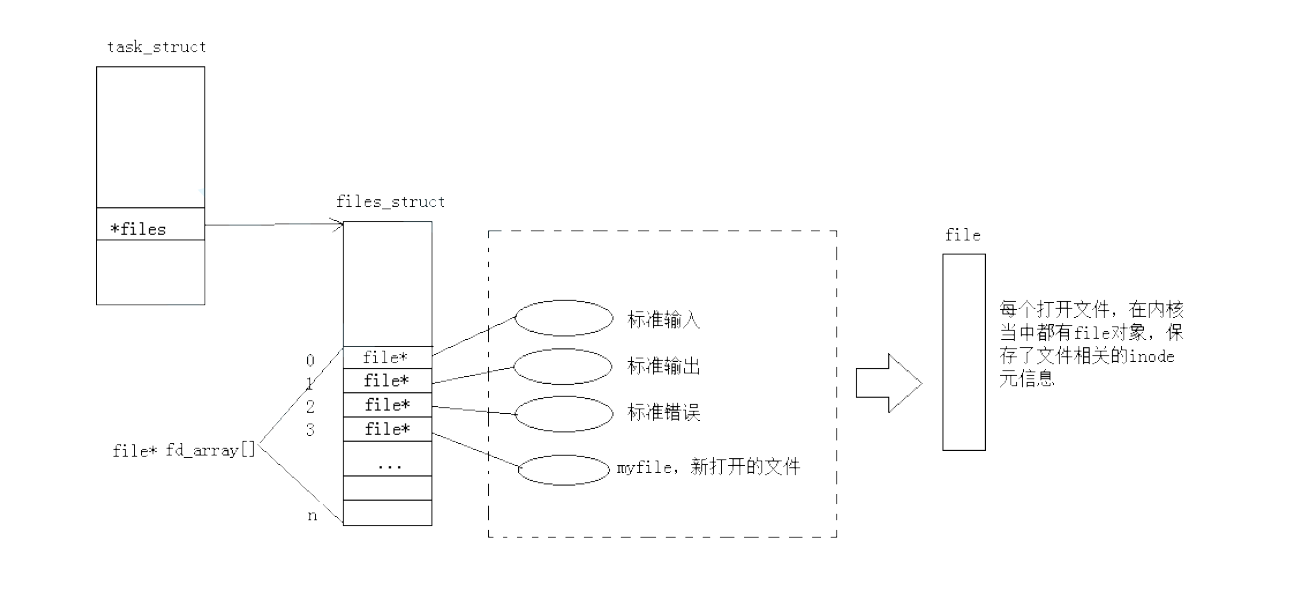 task_struct
*files
files_struct
file
标准输入
每个打开文件，在内核
当中都有file对象，保
存了文件相关的inode
元信息
0
file*
标准输出
1
file*
2
file*
标准错误
3
file*
file* fd_array[]
...
myfile，新打开的文件
n